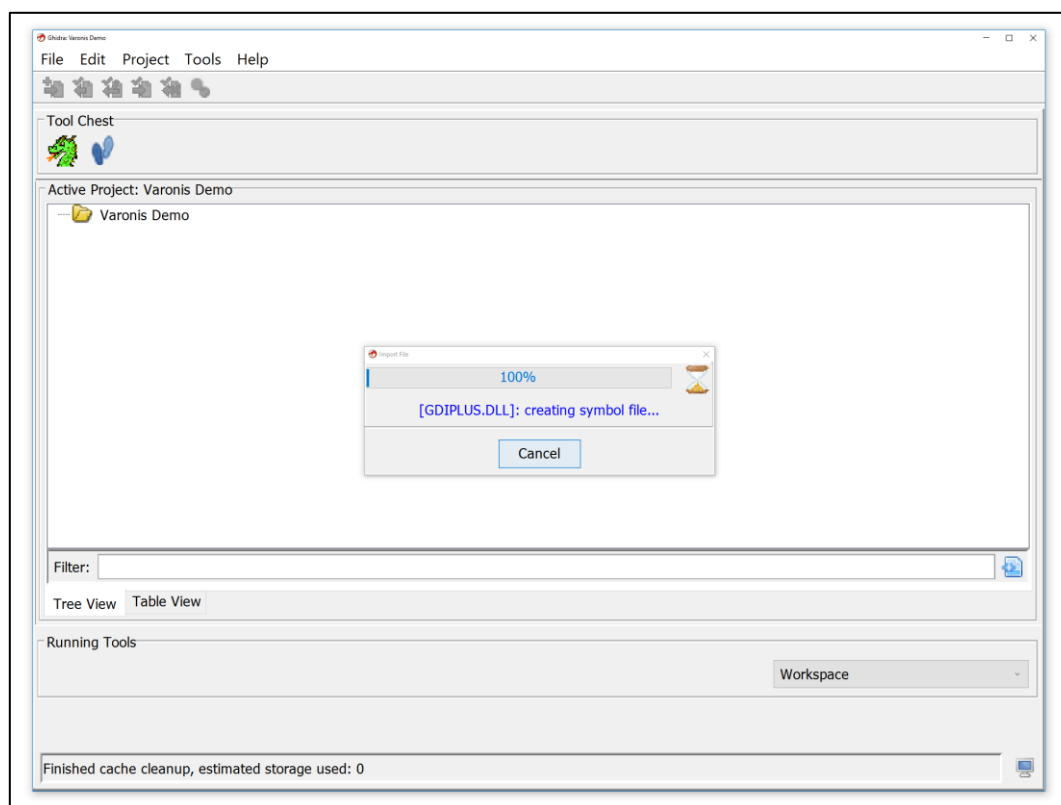 Ghidra: Varonis Demo
File Edit Project Tools Help
Tool Chest
Active Project: Varonis Demo
Varonis Demo
Import File
100%
[GDIPLUS.DLL]: creating symbol file...
Cancel
Filter:
Tree View Table View
Running Tools
Workspace
Finished cache cleanup, estimated storage used: 0